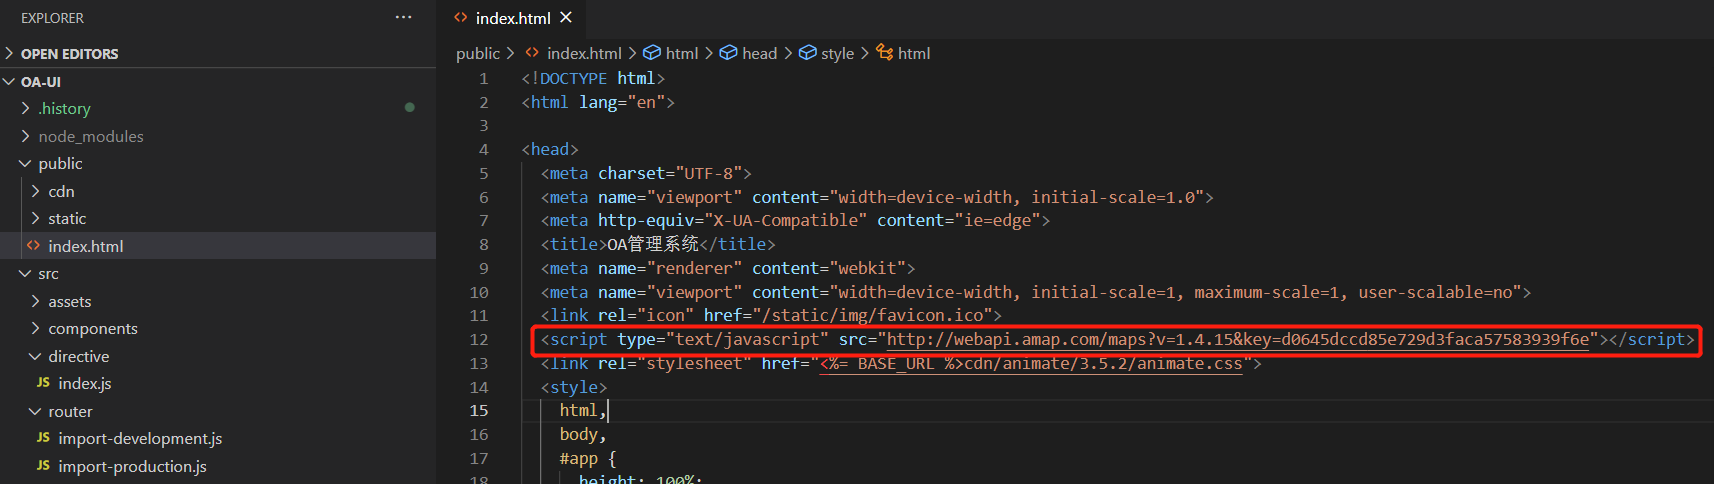 EXPLORER
···
OPEN EDITORS
OA-UI
.history
node_modules
public
cdn
static
index.html
src
assets
components
directive
JS index.js
router
JS import-development.js
JS import-production.js
index.html ×
public > index.html > html > head > style > html
1 <!DOCTYPE html>
2 <html lang="en">
3
4 <head>
5 <meta charset="UTF-8">
6 <meta name="viewport" content="width=device-width, initial-scale=1.0">
7 <meta http-equiv="X-UA-Compatible" content="ie=edge">
8 <title>OA管理系统</title>
9 <meta name="renderer" content="webkit">
10 <meta name="viewport" content="width=device-width, initial-scale=1, maximum-scale=1, user-scalable=no">
11 <link rel="icon" href="/static/img/favicon.ico">
12 <script type="text/javascript" src="http://webapi.amap.com/maps?v=1.4.15&key=d0645dccd85e729d3faca57583939f6e"></script>
13 <link rel="stylesheet" href="<%= BASE_URL %>cdn/animate/3.5.2/animate.css">
14 <style>
15 html,
16 body,
17 #app {
18 height: 100%;